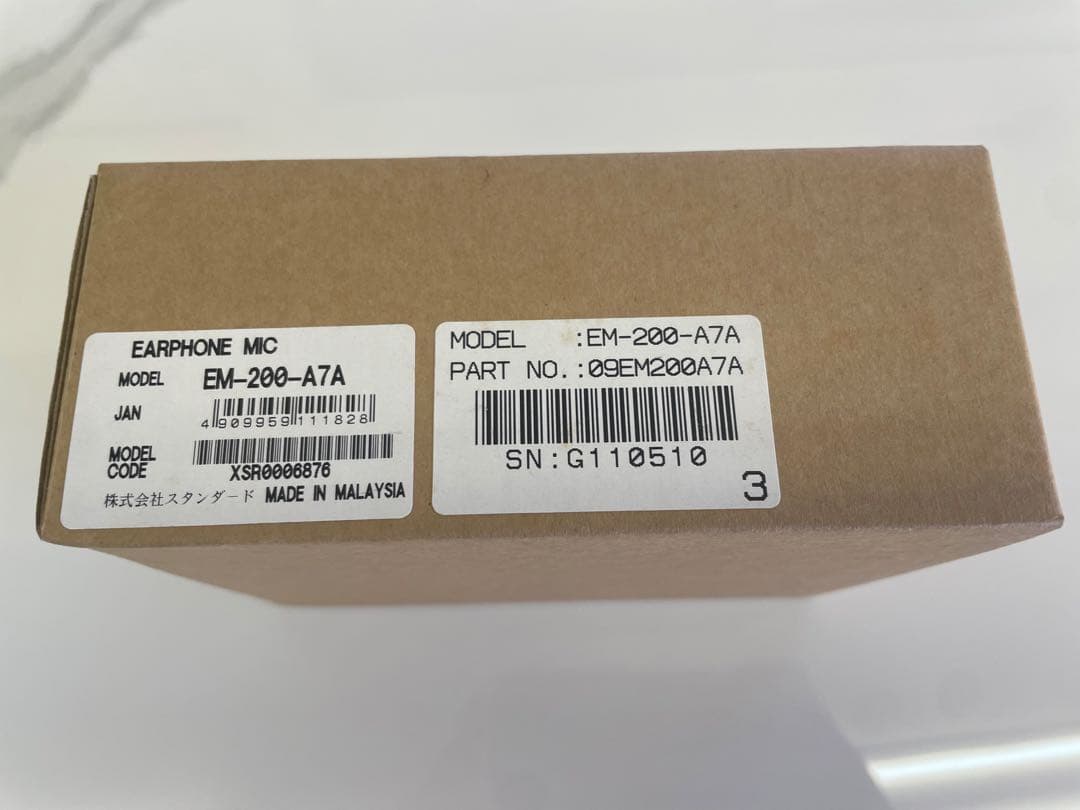 EARPHONE MIC
MODEL EM-200-A7A
JAN 4909959111828
MODEL CODE XSR0006876
株式会社スタンダード MADE IN MALAYSIA
MODEL :EM-200-A7A
PART NO.:09EM200A7A
SN:G110510
3